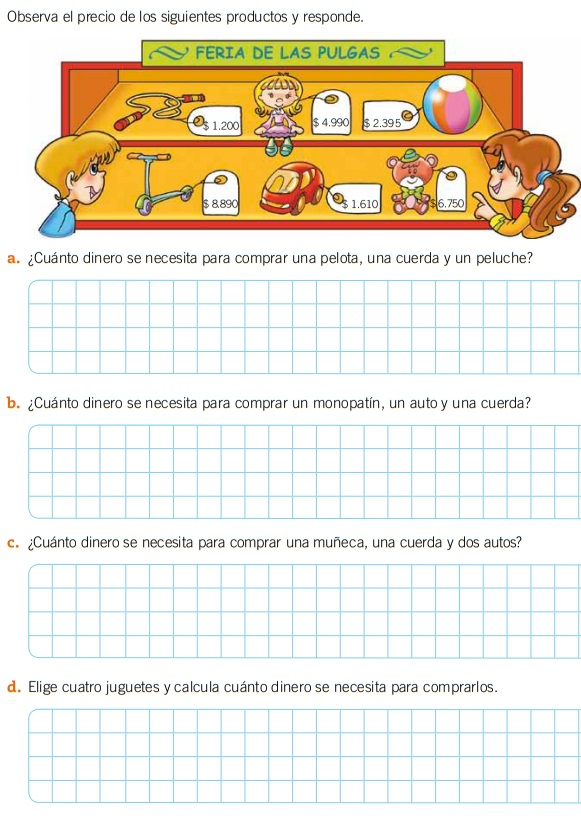 Observa el precio de los siguientes productos y responde.
FERIA DE LAS PULGAS
$ 1.200
$ 4.990
$ 2.395
$ 8.890
$ 1.610
$6.750
a. ¿Cuánto dinero se necesita para comprar una pelota, una cuerda y un peluche?
b. ¿Cuánto dinero se necesita para comprar un monopatín, un auto y una cuerda?
c. ¿Cuánto dinero se necesita para comprar una muñeca, una cuerda y dos autos?
d. Elige cuatro juguetes y calcula cuánto dinero se necesita para comprarlos.